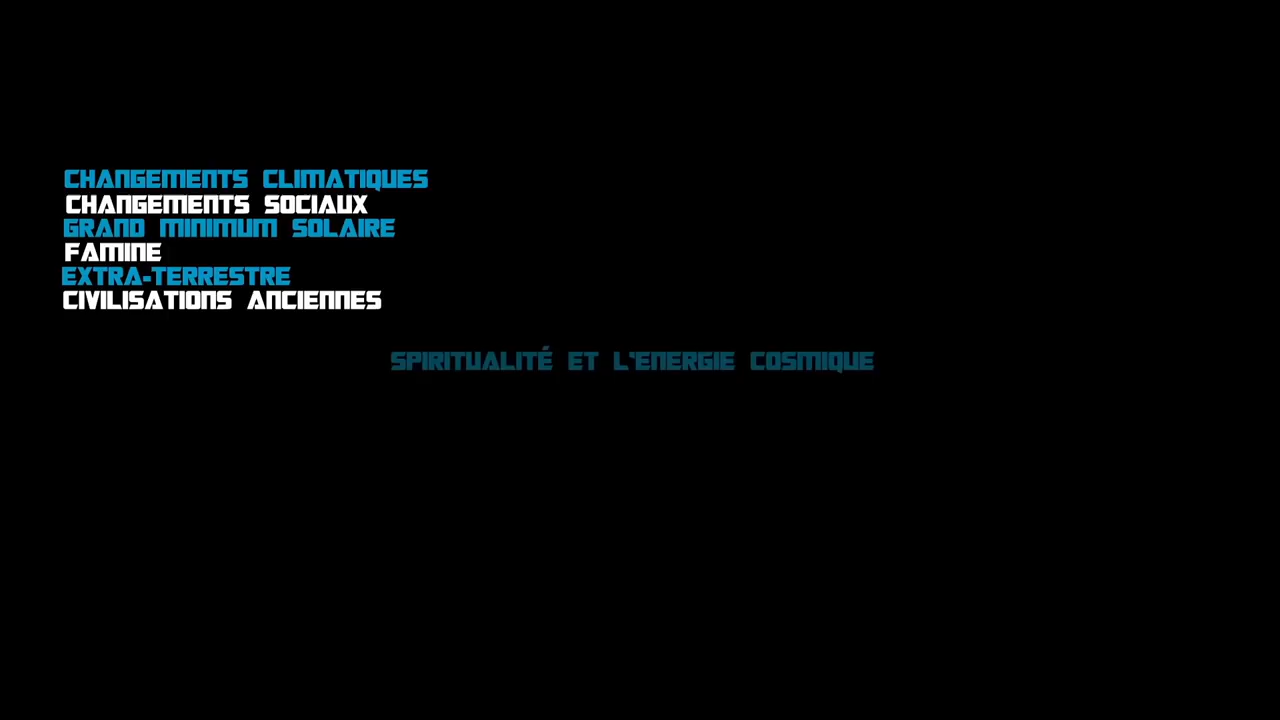 CHANGEMENTS CLIMATIQUES
CHANGEMENTS SOCIAUX
GRAND MINIMUM SOLAIRE
FAMINE
EXTRA-TERRESTRE
CIVILISATIONS ANCIENNES
SPIRITUALITÉ ET L'ENERGIE COSMIQUE